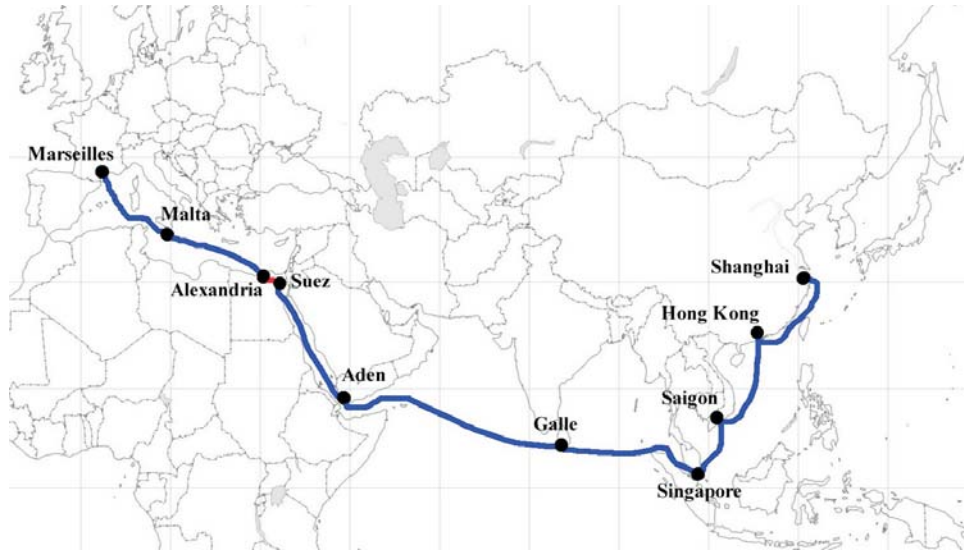 Marseilles
Malta
Alexandria
Suez
Aden
Galle
Singapore
Saigon
Hong Kong
Shanghai